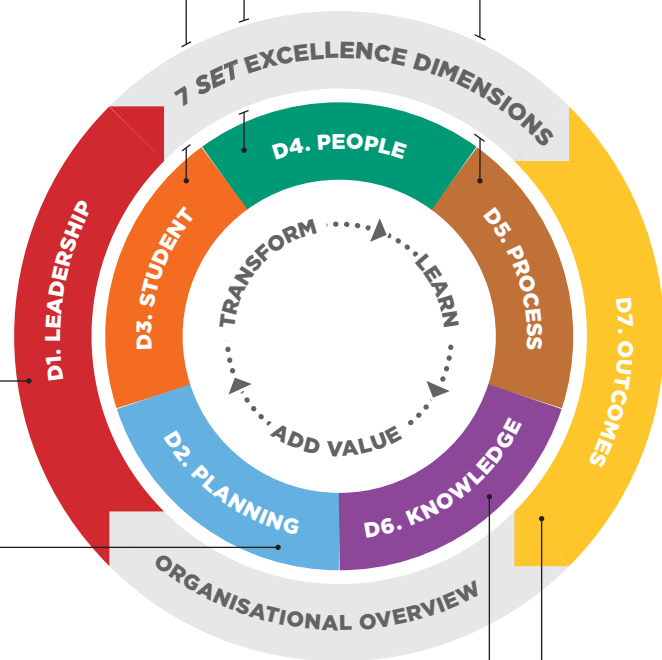 7 SET EXCELLENCE DIMENSIONS
D4. PEOPLE
D1. LEADERSHIP
D3. STUDENT
TRANSFORM
LEARN
D5. PROCESS
D7. OUTCOMES
ADD VALUE
D2. PLANNING
D6. KNOWLEDGE
ORGANISATIONAL OVERVIEW